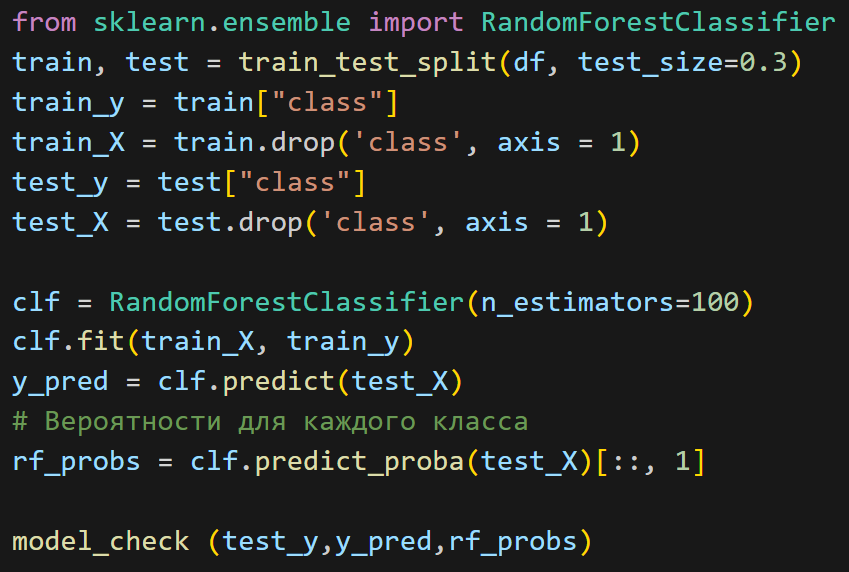 from sklearn.ensemble import RandomForestClassifier
train, test = train_test_split(df, test_size=0.3)
train_y = train["class"]
train_X = train.drop('class', axis = 1)
test_y = test["class"]
test_X = test.drop('class', axis = 1)

clf = RandomForestClassifier(n_estimators=100)
clf.fit(train_X, train_y)
y_pred = clf.predict(test_X)
# Вероятности для каждого класса
rf_probs = clf.predict_proba(test_X)[::, 1]

model_check (test_y,y_pred,rf_probs)